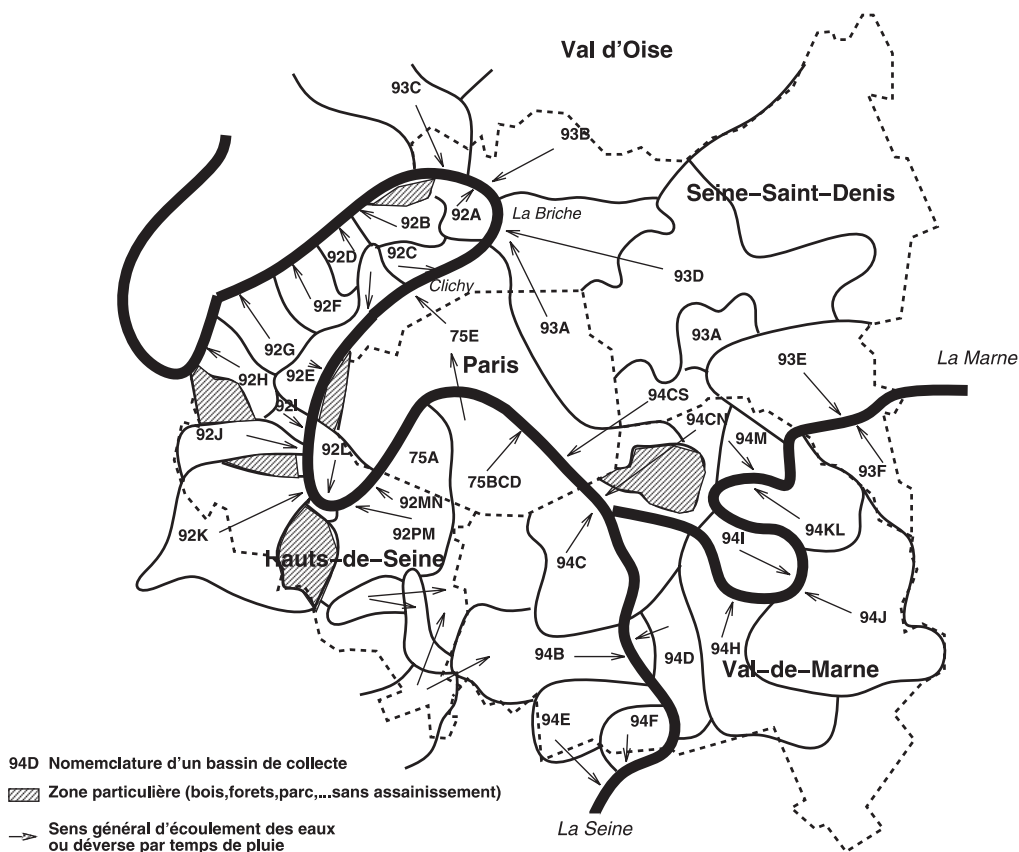 Val d'Oise
93C
93B
Seine–Saint–Denis
92A
La Briche
92B
92C
92D
93D
Clichy
92F
93A
75E
93A
92G
Paris
93E
La Marne
92H
92E
94CS
92I
94CN
92J
94M
92L
75A
93F
75BCD
92MN
92K
92PM
94KL
94I
Hauts–de–Seine
94C
94J
94H
94B
94D
Val–de–Marne
94E
94F
94D Nomemclature d'un bassin de collecte
Zone particulière (bois,forets,parc,...sans assainissement)
La Seine
Sens général d'écoulement des eaux
ou déverse par temps de pluie